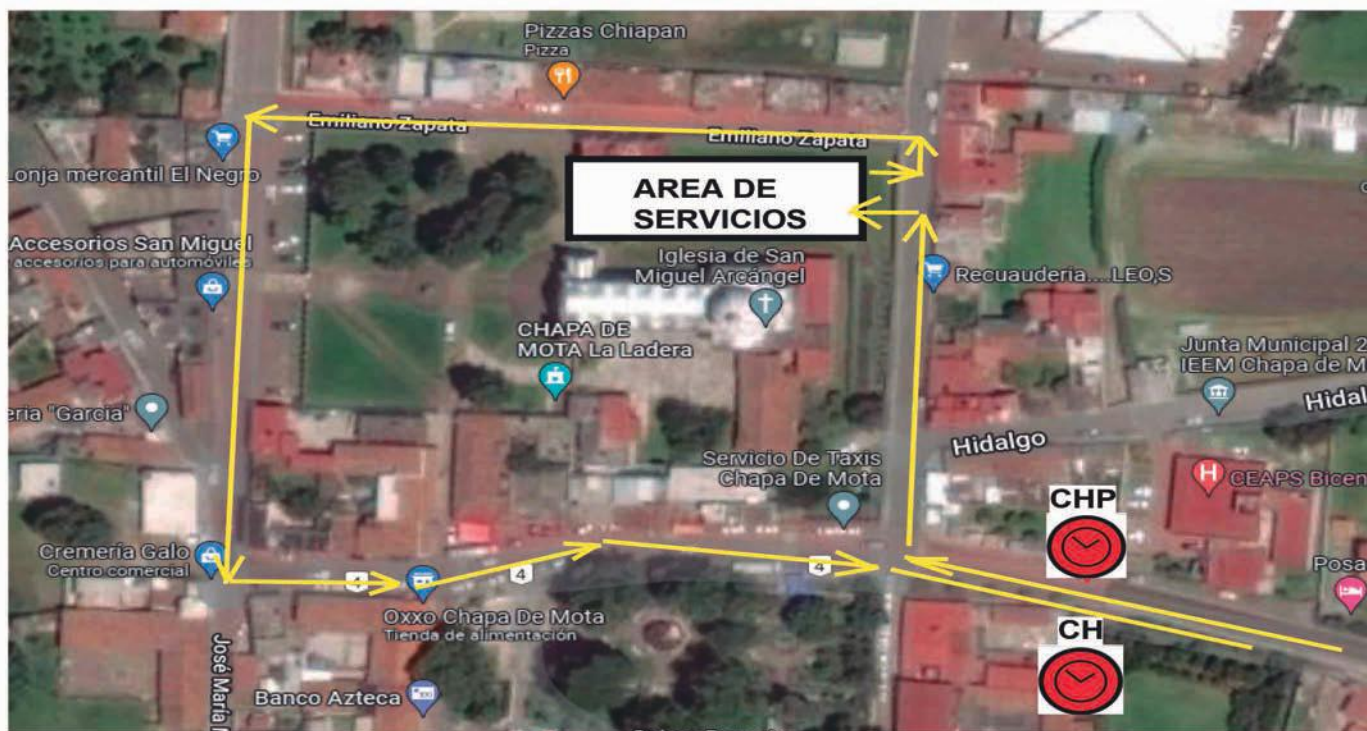 Pizzas Chiapan
Pizza
Emiliano Zapata
Emiliano Zapata
Lonja mercantil El Negro
AREA DE
SERVICIOS
Accesorios San Miguel
accesorios para automóviles
Iglesia de San
Miguel Arcángel
Recuauderia....LEO,S
CHAPA DE
MOTA La Ladera
Junta Municipal 2
IEEM Chapa de M
eria "Garcia"
Hidal
Hidalgo
Servicio De Taxis
Chapa De Mota
CEAPS Bicen
CHP
Cremería Galo
Centro comercial
4
4
4
Posa
Oxxo Chapa De Mota
Tienda de alimentación
CH
José María
Banco Azteca